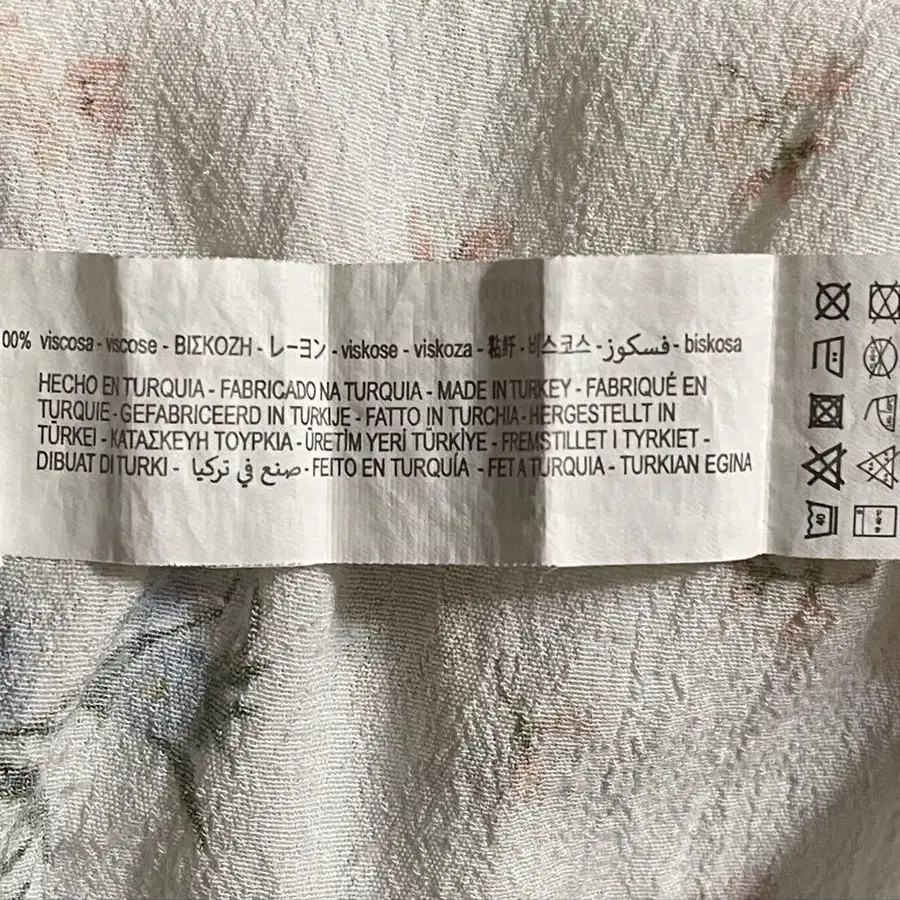 00% viscosa - viscose - ΒΙΣΚΟΖΗ - レーヨン - viskose - viskoza - 粘纤 - 비스코스 - فسكوز - biskosa
HECHO EN TURQUIA - FABRICADO NA TURQUIA - MADE IN TURKEY - FABRIQUÉ EN
TURQUIE - GEFABRICEERD IN TURKIJE - FATTO IN TURCHIA - HERGESTELLT IN
TÜRKEI - ΚΑΤΑΣΚΕΥΗ ΤΟΥΡΚΙΑ - ÜRETİM YERİ TÜRKİYE - FREMSTILLET I TYRKIET -
DIBUAT DI TURKI - صنع في تركيا - FEITO EN TURQUÍA - FET A TURQUIA - TURKIAN EGINA
40